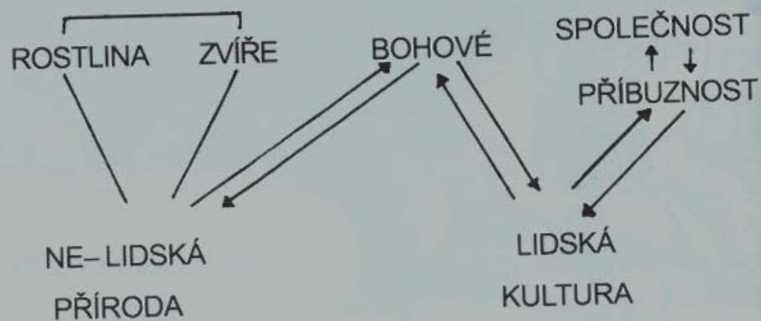 SPOLEČNOST
ROSTLINA ZVÍŘE BOHOVÉ
PŘÍBUZNOST
NE–LIDSKÁ LIDSKÁ
PŘÍRODA KULTURA